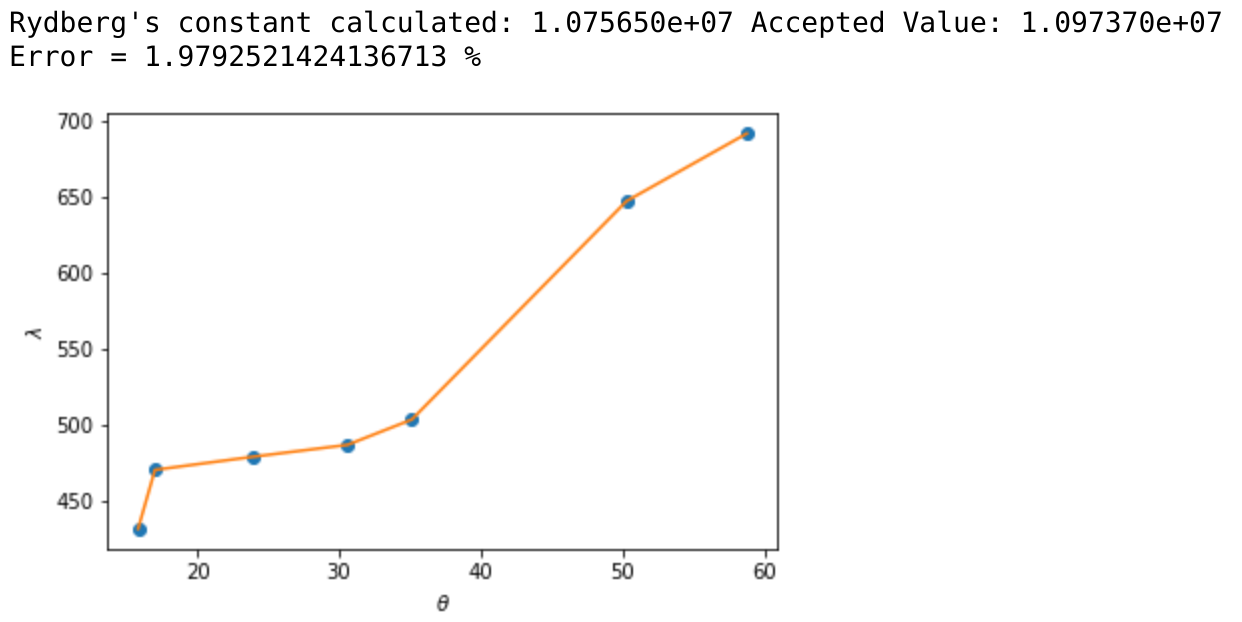 Rydberg's constant calculated: 1.075650e+07 Accepted Value: 1.097370e+07
Error = 1.9792521424136713 %
700
650
600
550
500
450
λ
20 30 40 50 60
θ